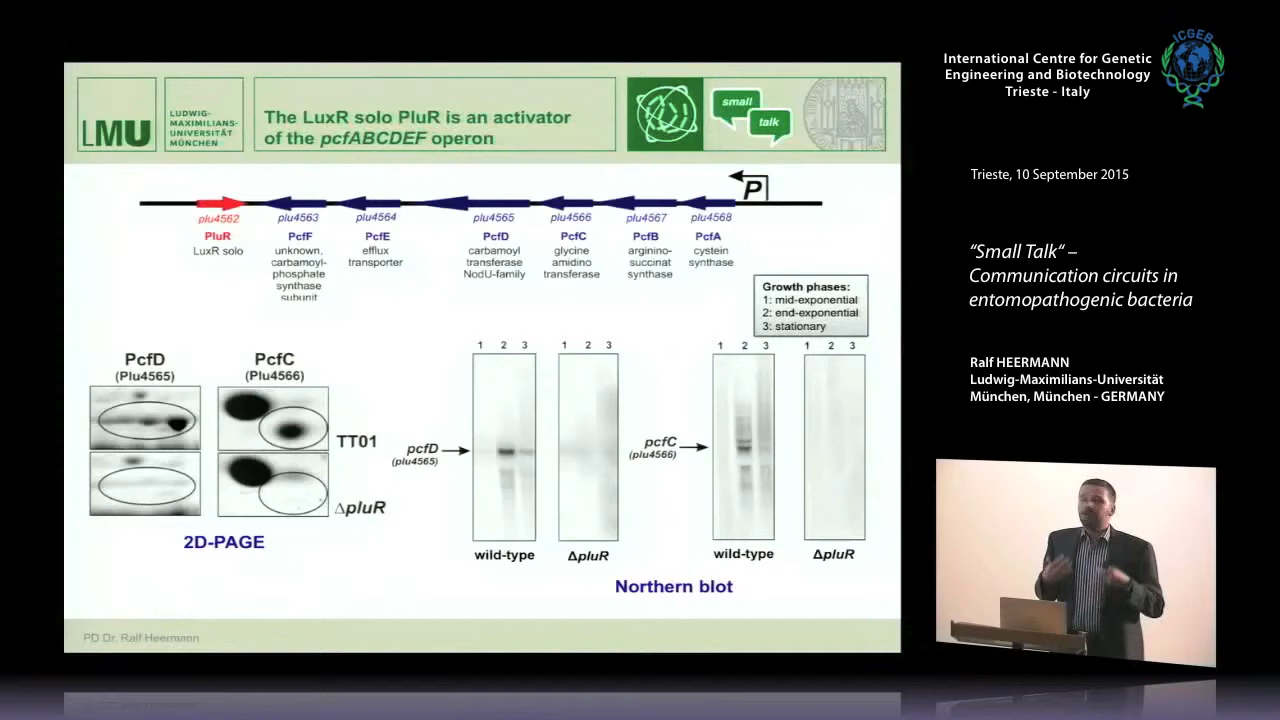 LMU
LUDWIG-
MAXIMILIANS-
UNIVERSITÄT
MÜNCHEN
The LuxR solo PluR is an activator
of the pcfABCDEF operon
small
talk
P
plu4562
plu4563
plu4564
plu4565
plu4566
plu4567
plu4568
PluR
LuxR solo
PcfF
unknown,
carbamoyl-
phosphate
synthase
subunit
PcfE
efflux
transporter
PcfD
carbamoyl
transferase
NodU-family
PcfC
glycine
amidino
transferase
PcfB
arginino-
succinat
synthase
PcfA
cystein
synthase
Growth phases:
1: mid-exponential
2: end-exponential
3: stationary
PcfD
(Plu4565)
PcfC
(Plu4566)
TT01
ΔpluR
2D-PAGE
1 2 3
1 2 3
pcfD
(plu4565)
wild-type
ΔpluR
1 2 3
1 2 3
pcfC
(plu4566)
wild-type
ΔpluR
Northern blot
PD Dr. Ralf Heermann
International Centre for Genetic
Engineering and Biotechnology
Trieste - Italy
ICGEB
Trieste, 10 September 2015
“Small Talk“ –
Communication circuits in
entomopathogenic bacteria
Ralf HEERMANN
Ludwig-Maximilians-Universität
München, München - GERMANY